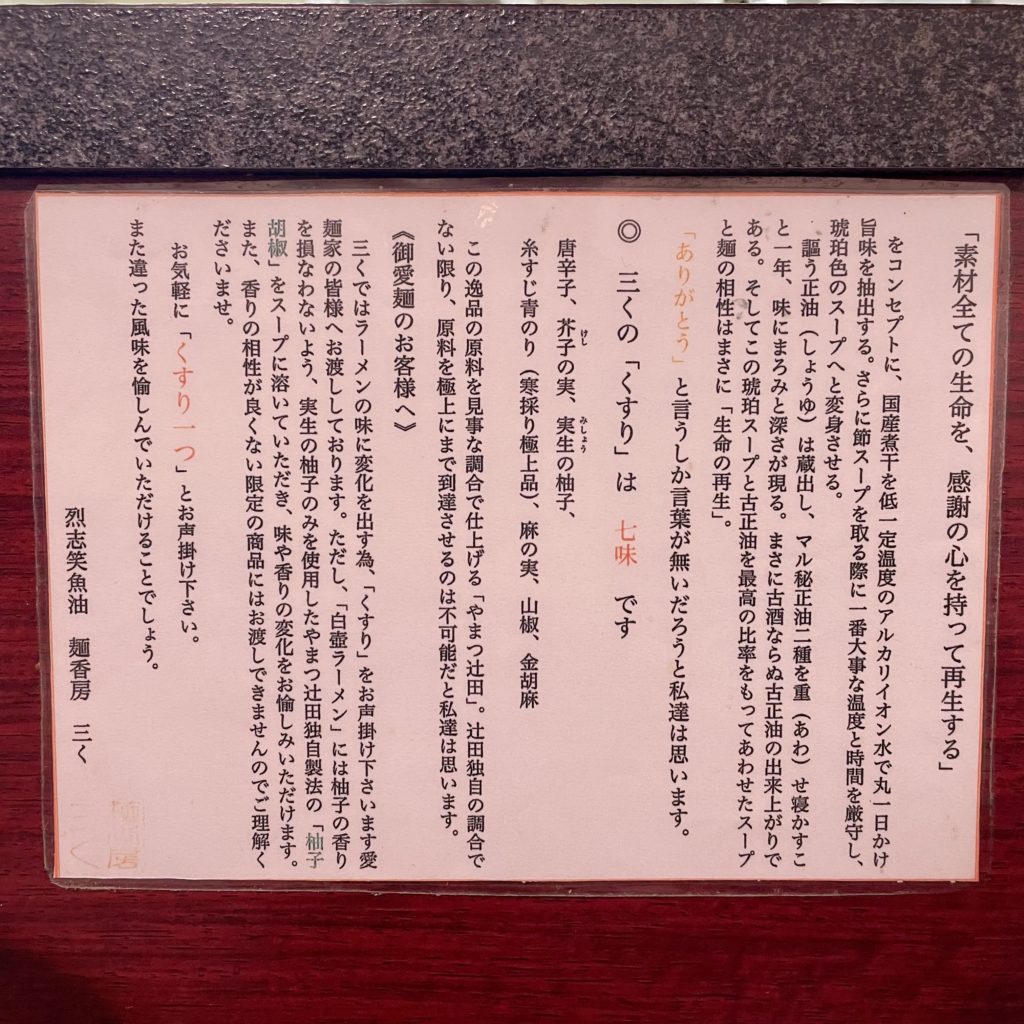 「素材全ての生命を、感謝の心を持って再生する」
をコンセプトに、国産煮干を低一定温度のアルカリイオン水で丸一日かけ
旨味を抽出する。さらに節スープを取る際に一番大事な温度と時間を厳守し、
琥珀色のスープへと変身させる。
謳う正油（しょうゆ）は蔵出し、マル秘正油二種を重（あわ）せ寝かすこ
と一年、味にまろみと深さが現る。まさに古酒ならぬ古正油の出来上がりで
ある。そしてこの琥珀スープと古正油を最高の比率をもってあわせたスープ
と麺の相性はまさに「生命の再生」。
「ありがとう」と言うしか言葉が無いだろうと私達は思います。
◎　三くの「くすり」は　七味　です
唐辛子、芥子の実、実生の柚子、
けし
みしょう
糸すじ青のり（寒採り極上品）、麻の実、山椒、金胡麻
この逸品の原料を見事な調合で仕上げる「やまつ辻田」。辻田独自の調合で
ない限り、原料を極上にまで到達させるのは不可能だと私達は思います。
《御愛麺のお客様へ》
三くではラーメンの味に変化を出す為、「くすり」をお声掛け下さいます愛
麺家の皆様へお渡ししております。ただし、「白壺ラーメン」には柚子の香り
を損なわないよう、実生の柚子のみを使用したやまつ辻田独自製法の「柚子
胡椒」をスープに溶いていただき、味や香りの変化をお愉しみいただけます。
また、香りの相性が良くない限定の商品にはお渡しできませんのでご理解く
ださいませ。
お気軽に「くすり一つ」とお声掛け下さい。
また違った風味を愉しんでいただけることでしょう。
烈志笑魚油　麺香房　三く